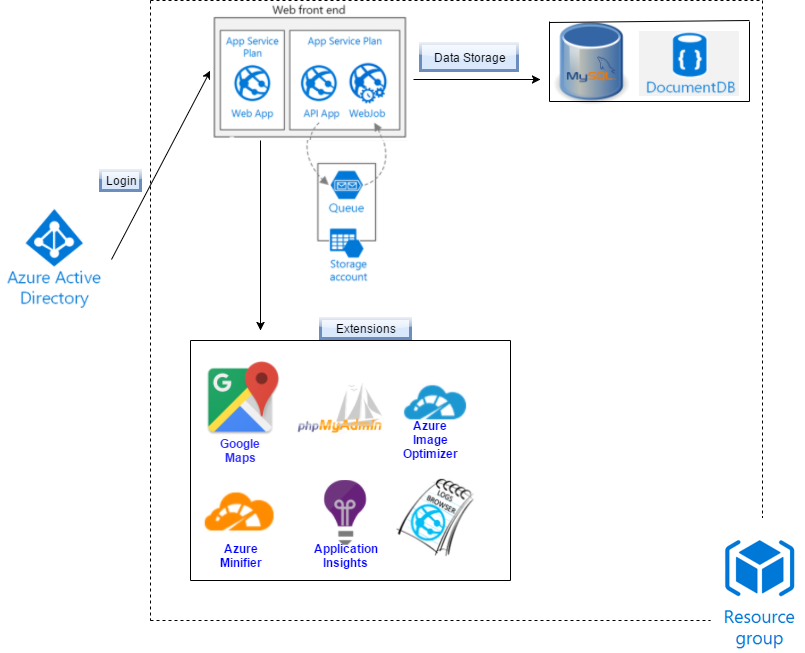 Web front end
App Service
Plan
Web App
App Service Plan
API App
WebJob
Data Storage
MySQL
DocumentDB
Login
Queue
Storage
account
Azure Active
Directory
Extensions
G
Google
Maps
phpMyAdmin
Azure
Image
Optimizer
Azure
Minifier
Application
Insights
LOGS
BROWSER
Resource
group